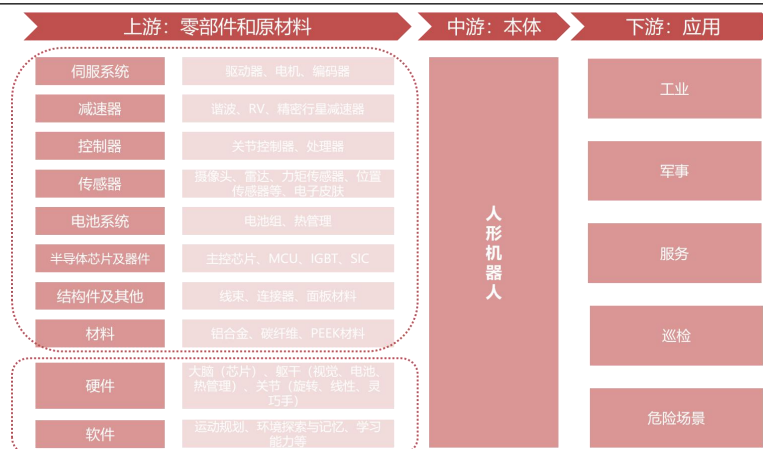 上游：零部件和原材料
中游：本体
下游：应用
伺服系统
驱动器、电机、编码器
减速器
谐波、RV、精密行星减速器
控制器
关节控制器、处理器
传感器
摄像头、雷达、力矩传感器、位置
传感器等、电子皮肤
电池系统
电池组、热管理
半导体芯片及器件
主控芯片、MCU、IGBT、SIC
结构件及其他
线束、连接器、面板材料
材料
铝合金、碳纤维、PEEK材料
硬件
大脑（芯片）、躯干（视觉、电池、
热管理）、关节（旋转、线性、灵
巧手）
软件
运动规划、环境探索与记忆、学习
能力等
人形机器人
工业
军事
服务
巡检
危险场景